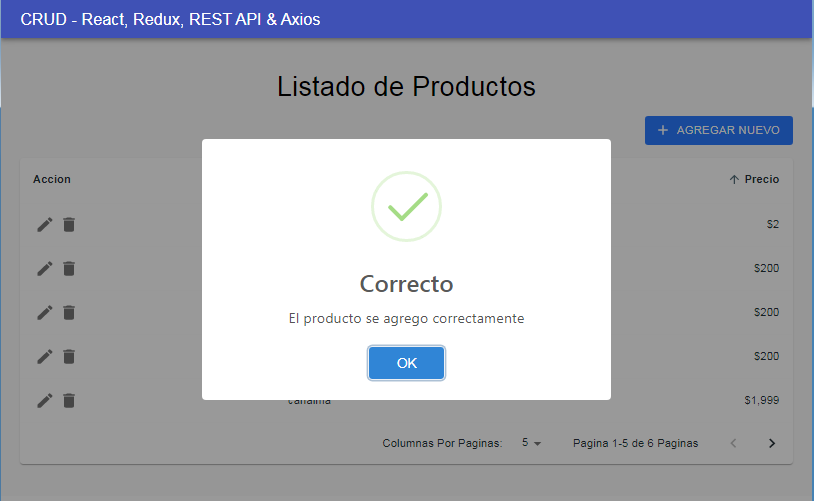 CRUD - React, Redux, REST API & Axios
Listado de Productos
AGREGAR NUEVO
Accion
Precio
$2
$200
$200
$200
Correcto
El producto se agrego correctamente
OK
canaima
$1,999
Columnas Por Paginas:
5
Pagina 1-5 de 6 Paginas